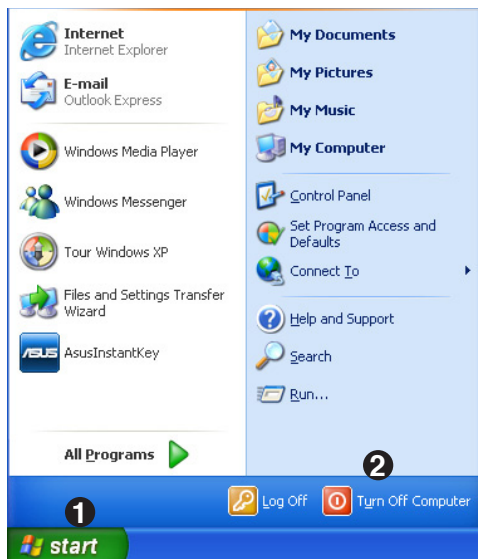 Internet
Internet Explorer
E-mail
Outlook Express
Windows Media Player
Windows Messenger
Tour Windows XP
Files and Settings Transfer
Wizard
ASUS AsusInstantKey
All Programs
My Documents
My Pictures
My Music
My Computer
Control Panel
Set Program Access and
Defaults
Connect To
Help and Support
Search
Run...
2
Log Off Turn Off Computer
1
start